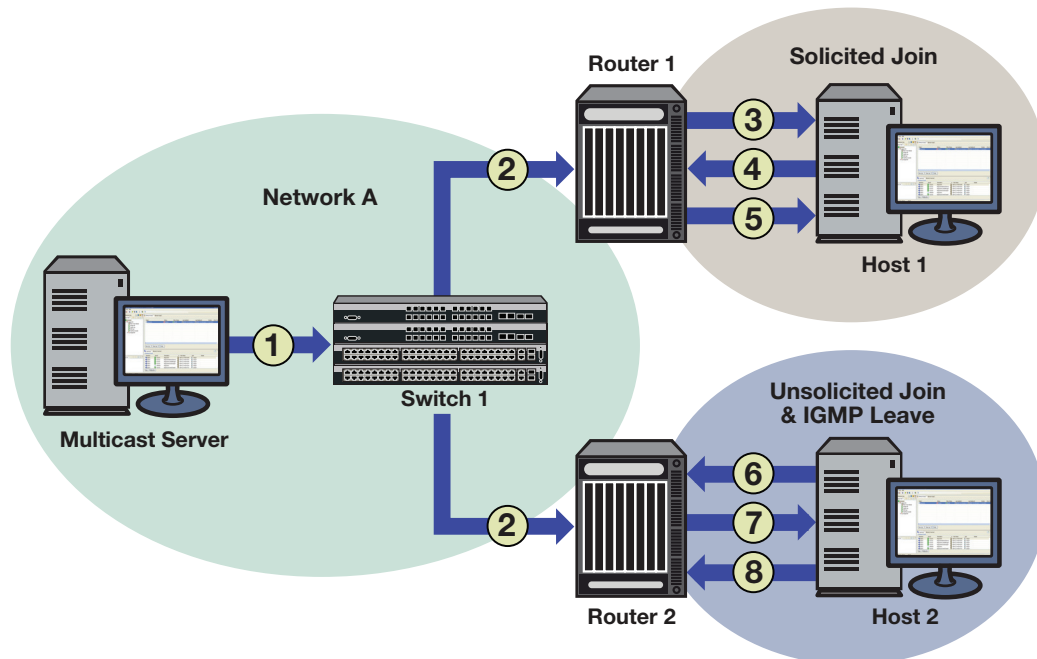 Router 1
Solicited Join
3
2
4
Network A
5
Host 1
1
Switch 1
Unsolicited Join
& IGMP Leave
Multicast Server
6
2
7
8
Router 2
Host 2